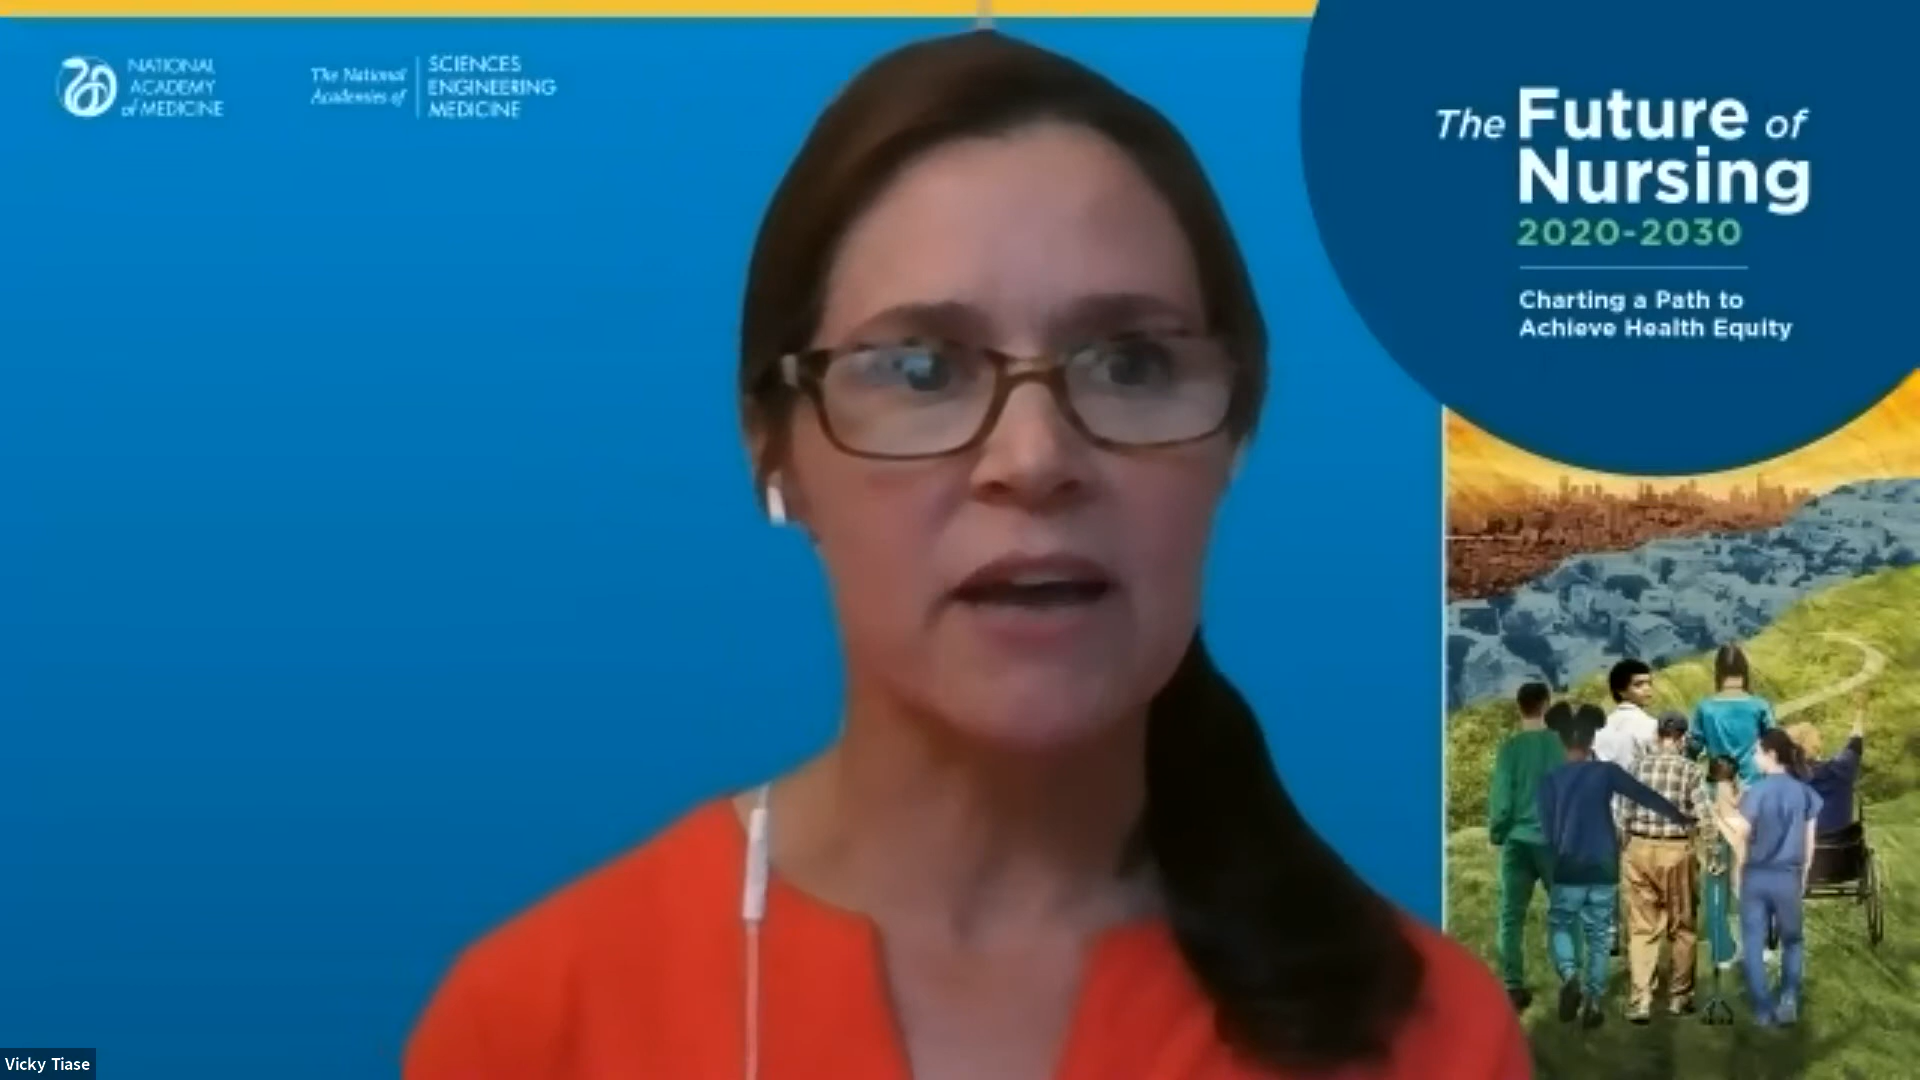 NATIONAL
ACADEMY
of MEDICINE
The National
Academies of
SCIENCES
ENGINEERING
MEDICINE
The Future of
Nursing
2020-2030
Charting a Path to
Achieve Health Equity
Vicky Tiase